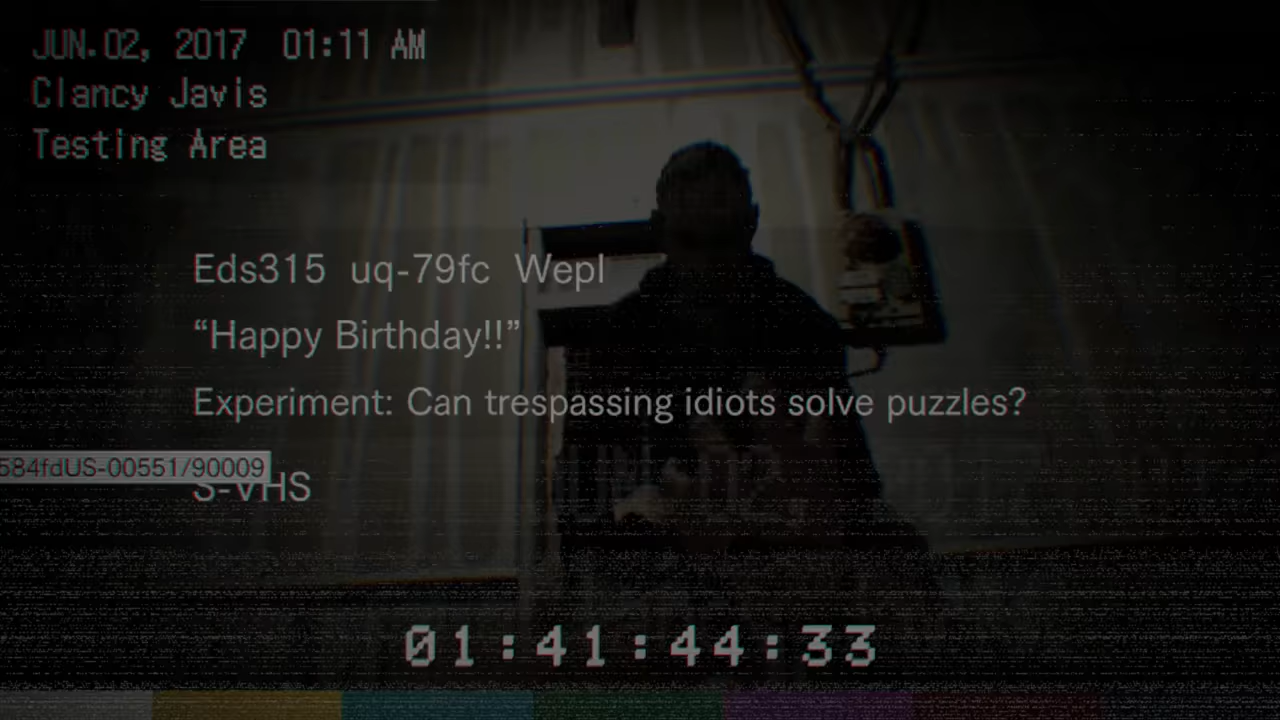 JUN.02, 2017 01:11 AM
Clancy Javis
Testing Area
Eds315 uq-79fc Wepl
“Happy Birthday!!”
Experiment: Can trespassing idiots solve puzzles?
584fdUS-00551/90009
S-VHS
01:41:44:33